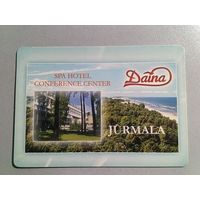 SPA HOTEL
CONFERENCE CENTER
Daina
JŪRMALA